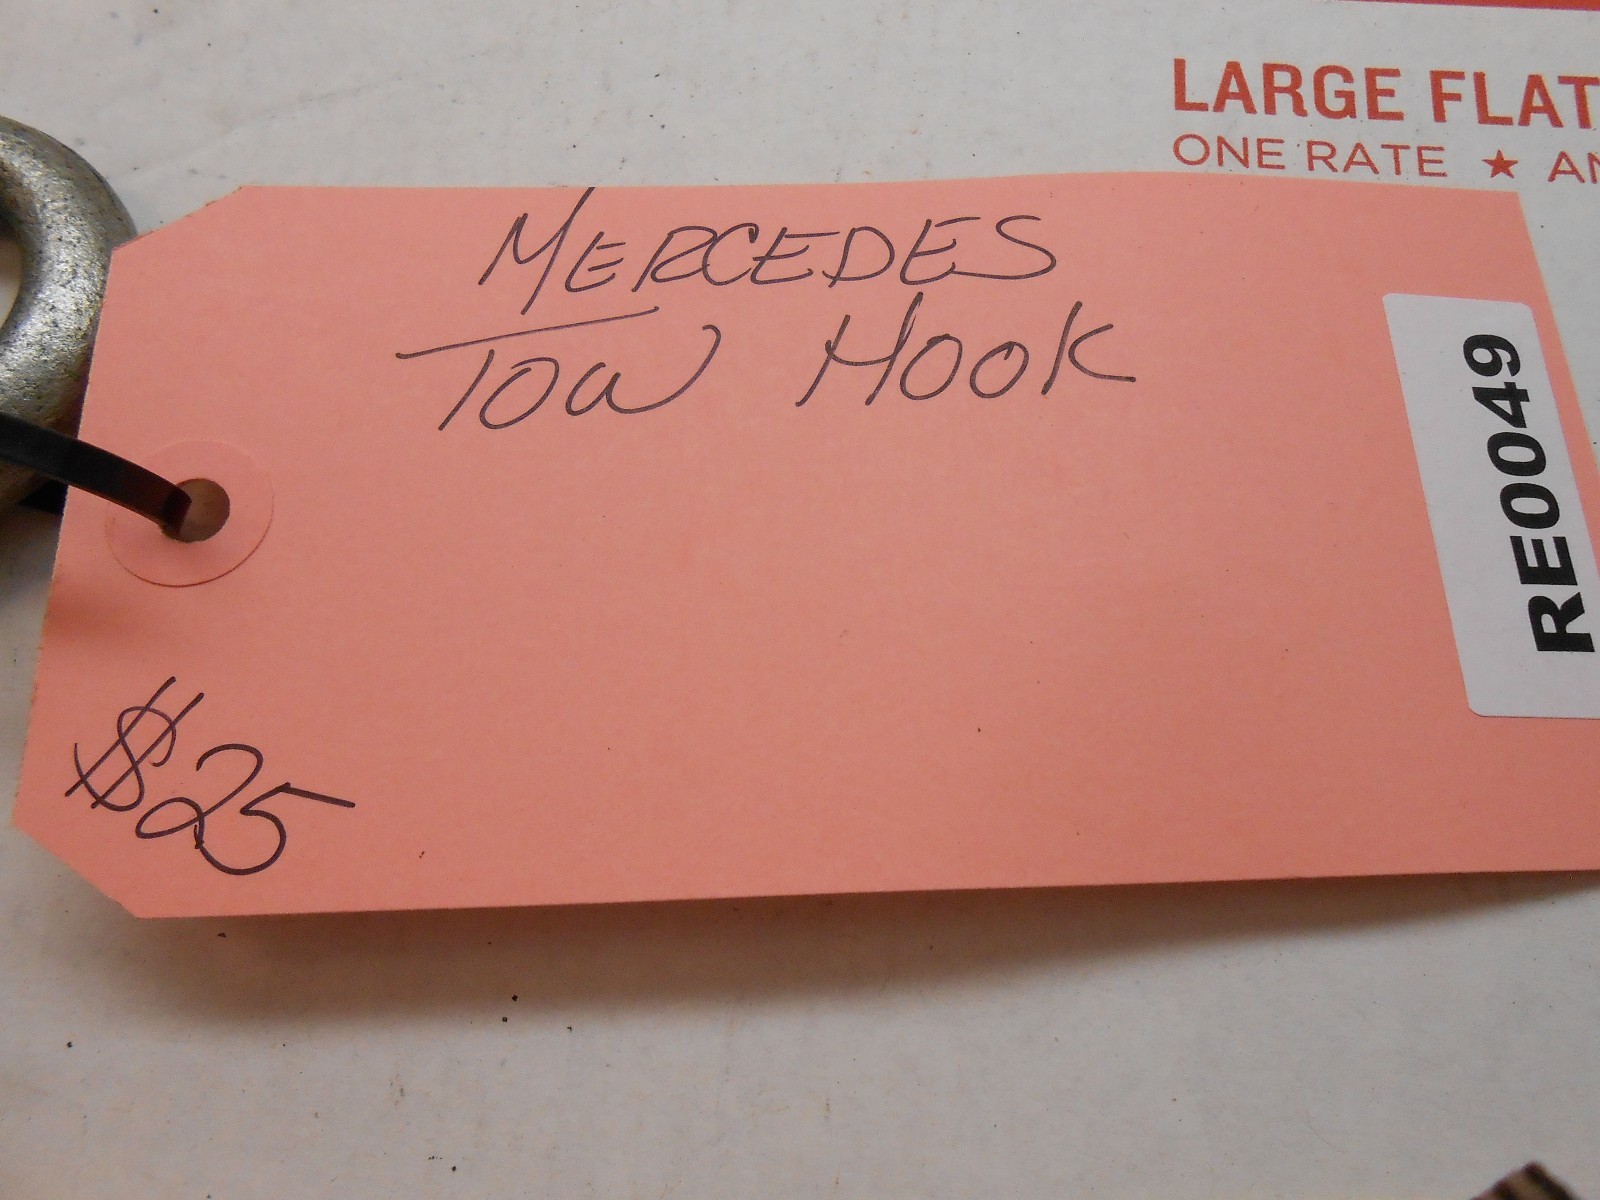 LARGE FLAT
ONE RATE ★
MERCEDES
TOW HOOK
RE0049
$25